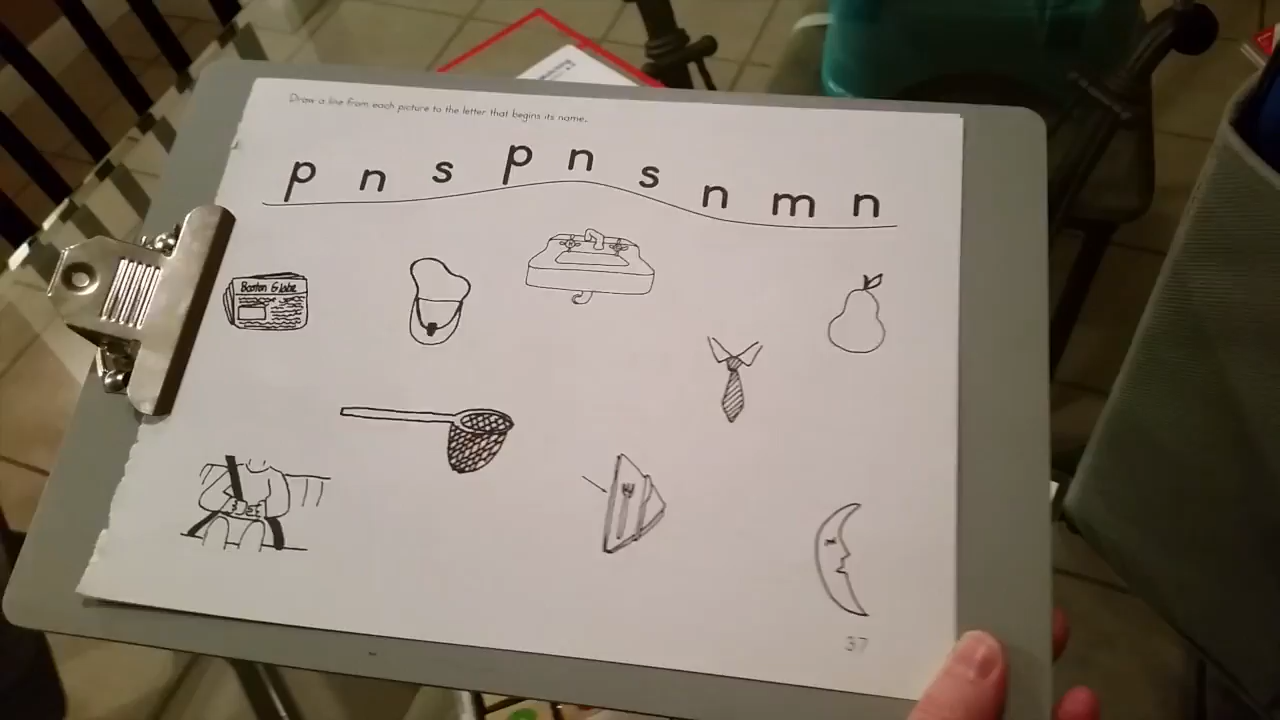 Draw a line from each picture to the letter that begins its name.
p n s p n s n m n
Boston Globe
37